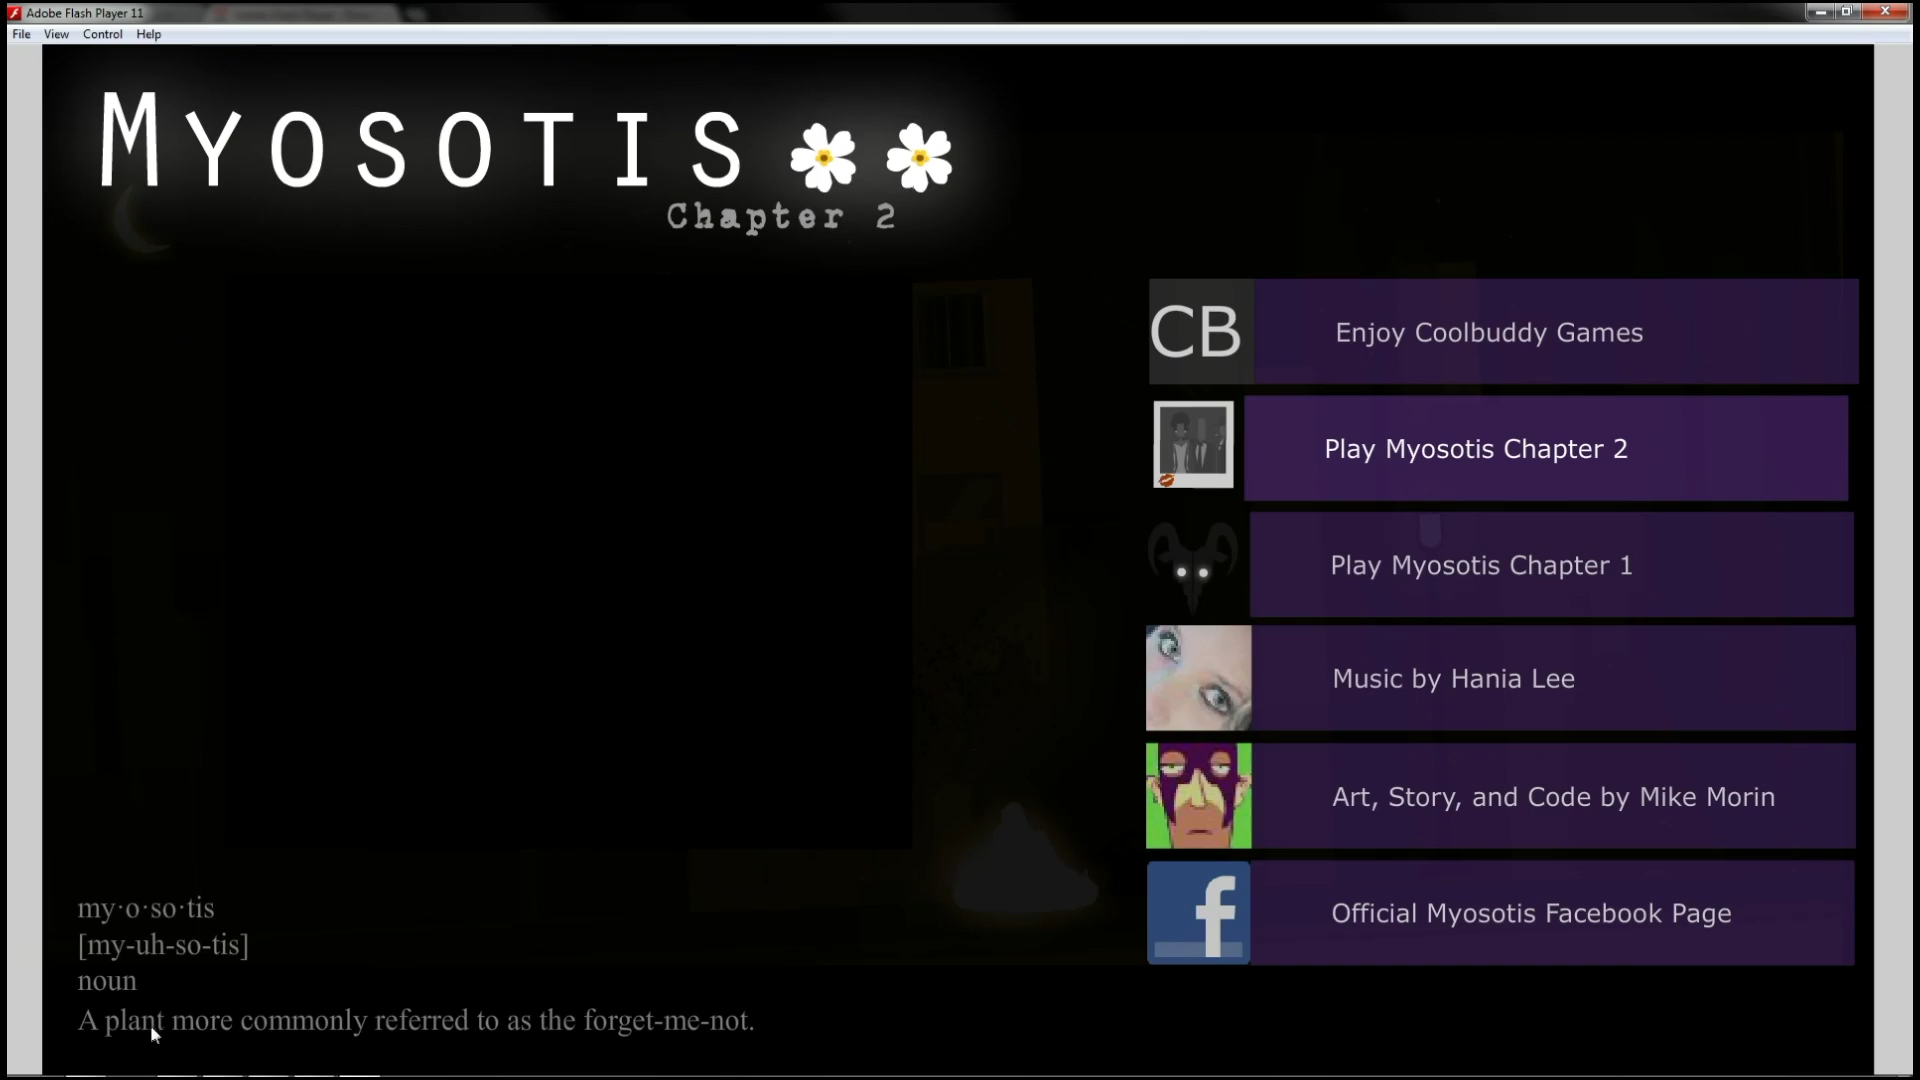 Adobe Flash Player 11
File View Control Help
MYOSOTIS
Chapter 2
CB Enjoy Coolbuddy Games
Play Myosotis Chapter 2
Play Myosotis Chapter 1
Music by Hania Lee
Art, Story, and Code by Mike Morin
f Official Myosotis Facebook Page
my·o·so·tis
[my-uh-so-tis]
noun
A plant more commonly referred to as the forget-me-not.